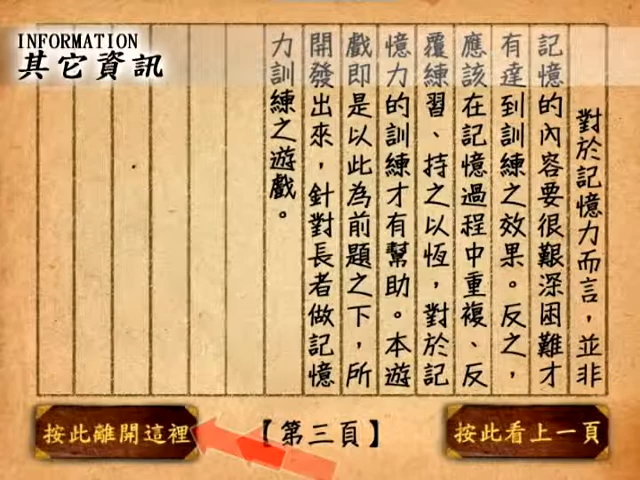 INFORMATION
其它資訊
對於記憶力而言，並非
記憶的內容要很艱深困難才
有達到訓練之效果。反之，
應該在記憶過程中重複、反
覆練習、持之以恆，對於記
憶力的訓練才有幫助。本遊
戲即是以此為前題之下，所
開發出來，針對長者做記憶
力訓練之遊戲。
按此離開這裡
【第三頁】
按此看上一頁